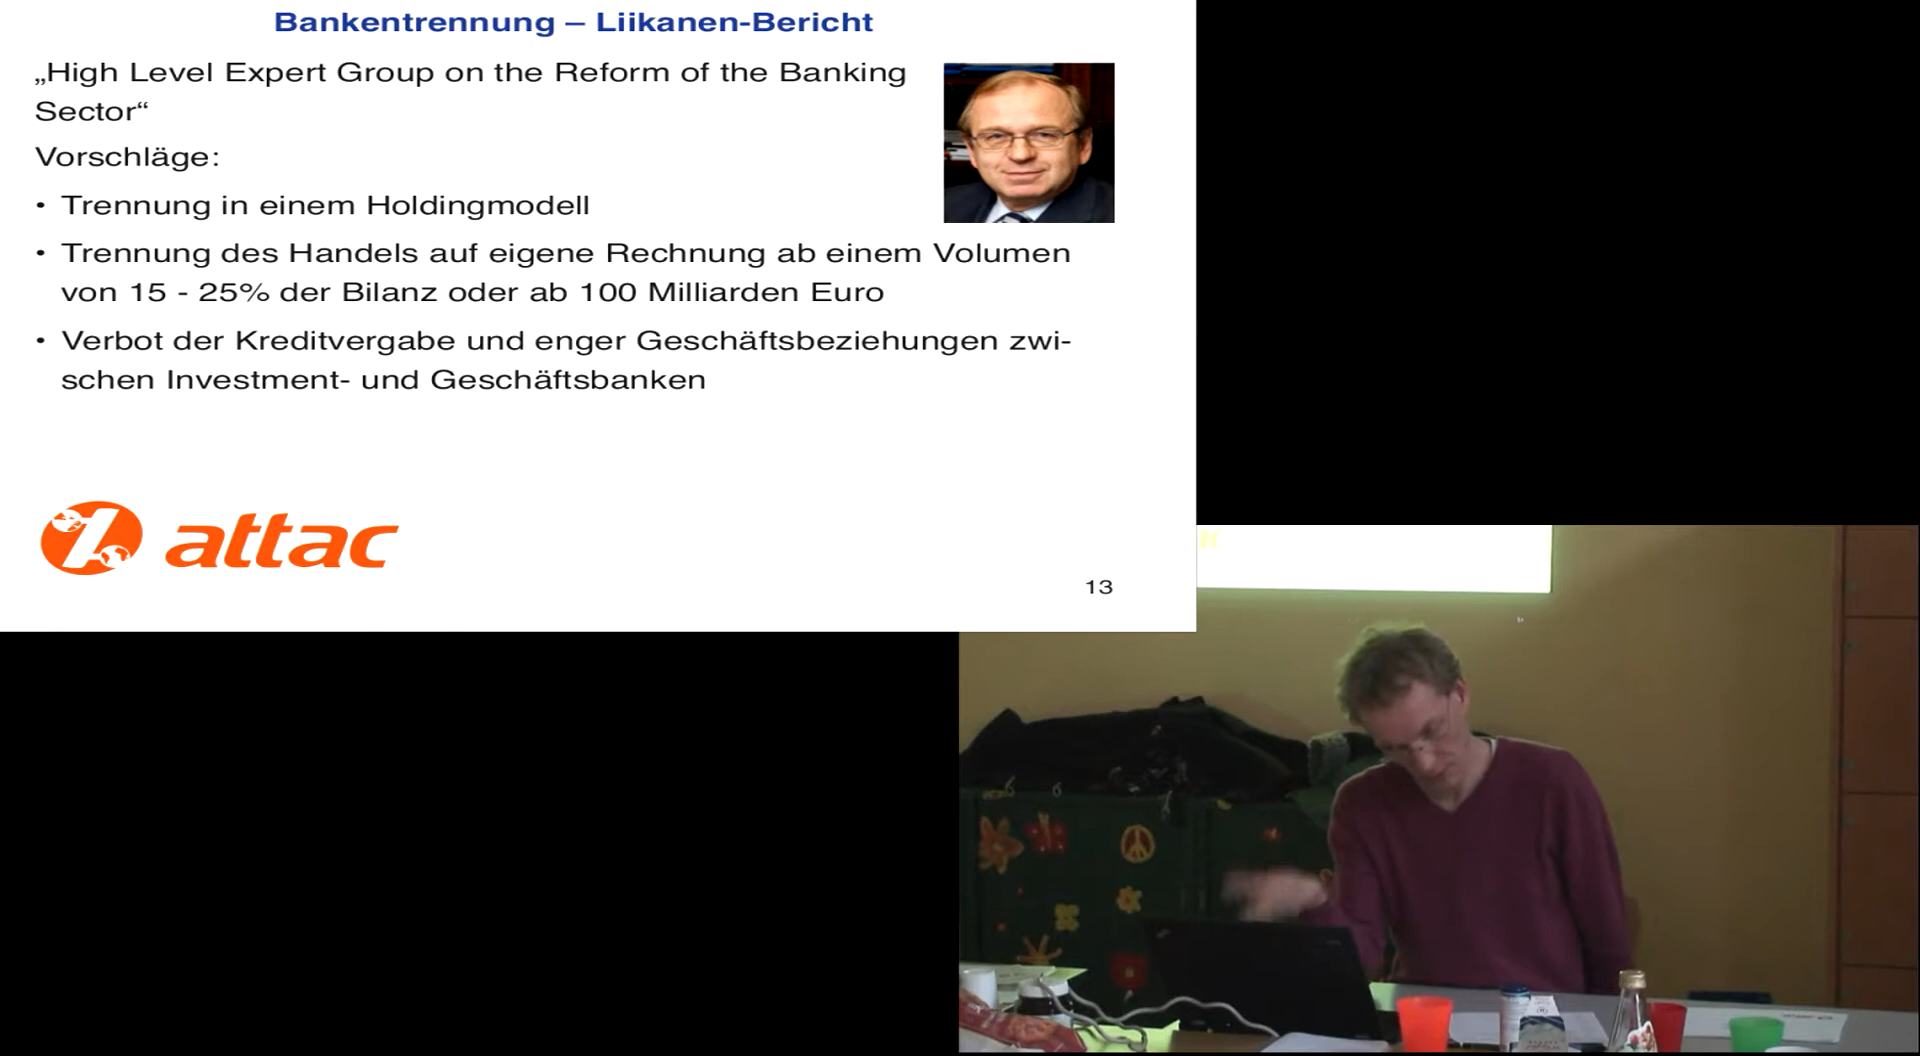 Bankentrennung – Liikanen-Bericht
„High Level Expert Group on the Reform of the Banking
Sector“
Vorschläge:
• Trennung in einem Holdingmodell
• Trennung des Handels auf eigene Rechnung ab einem Volumen
von 15 - 25% der Bilanz oder ab 100 Milliarden Euro
• Verbot der Kreditvergabe und enger Geschäftsbeziehungen zwi-
schen Investment- und Geschäftsbanken
attac
13